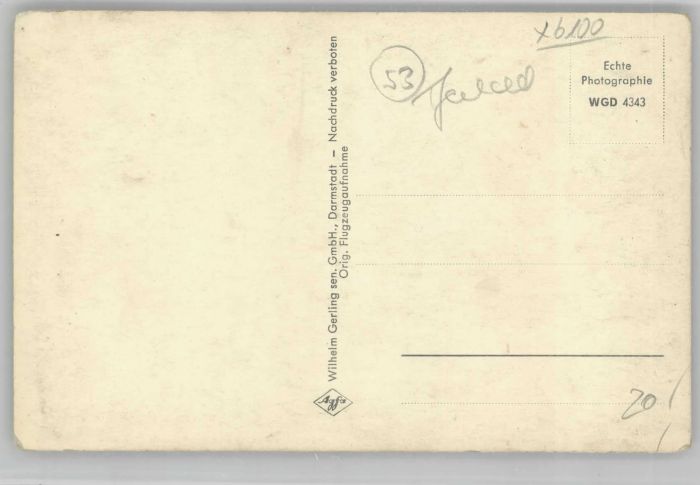 x6100
Echte
Photographie
WGD 4343
53
Wilhelm Gerling sen. GmbH., Darmstadt – Nachdruck verboten
Orig. Flugzeugaufnahme
Agfa
20